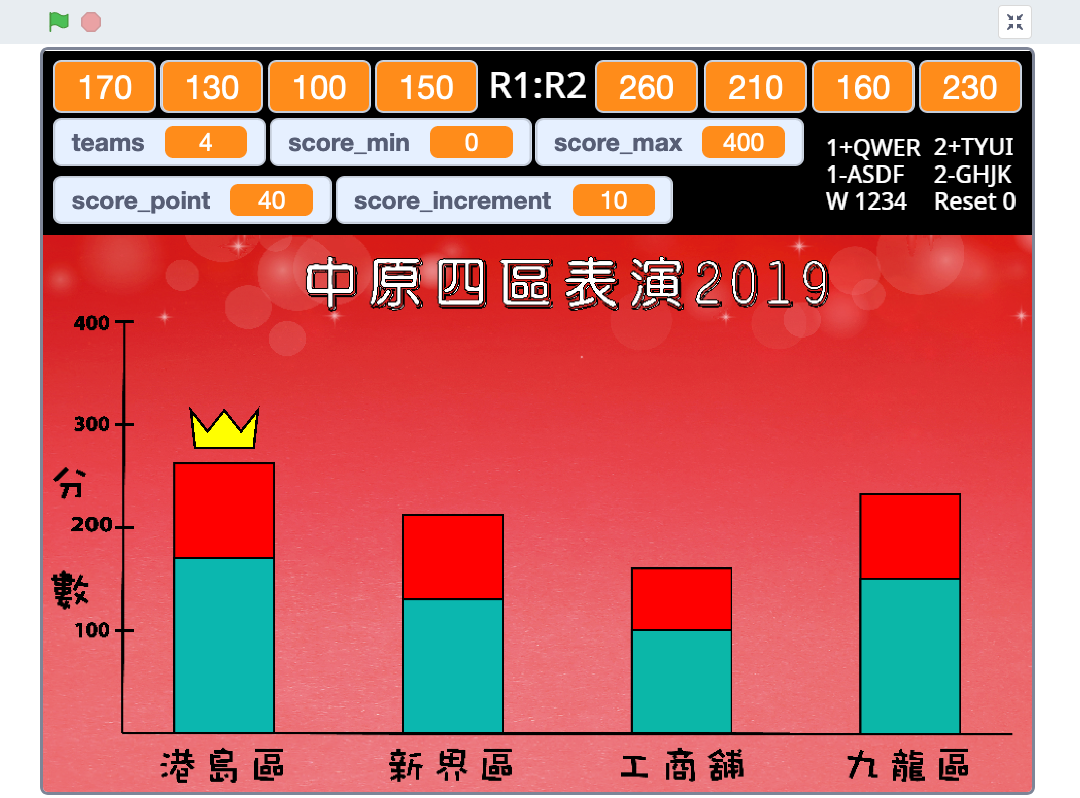 170 130 100 150 R1:R2 260 210 160 230
teams 4 score_min 0 score_max 400
score_point 40 score_increment 10
1+QWER 2+TYUI
1-ASDF 2-GHJK
W 1234 Reset 0
中原四區表演2019
400
300
分
200
數
100
港島區 新界區 工商舖 九龍區